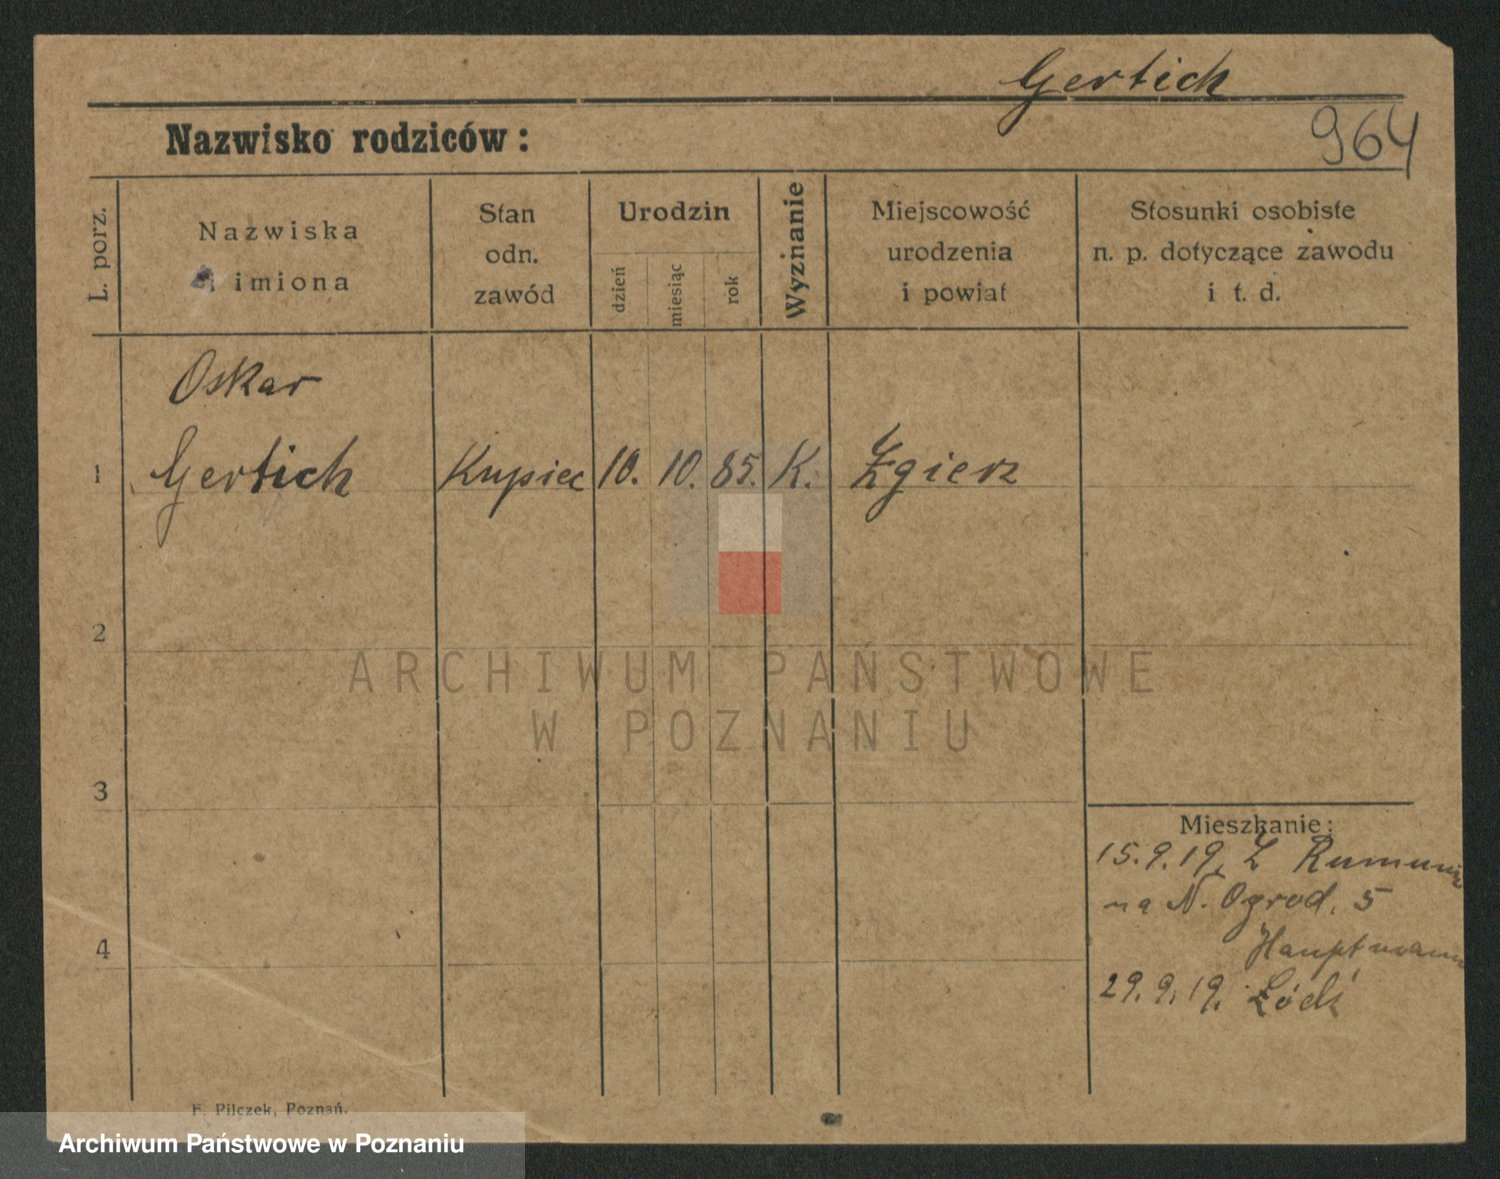 Gertich
Nazwisko rodziców:
964
L. porz.
Nazwiska
i imiona
Stan
odn.
zawód
Urodzin
dzień
miesiąc
rok
Wyznanie
Miejscowość
urodzenia
i powiat
Stosunki osobiste
n. p. dotyczące zawodu
i t. d.
Oskar
1 Gertich Kupiec 10. 10. 85. K. Zgierz
2
ARCHIWUM PAŃSTWOWE
W POZNANIU
3
Mieszkanie:
15.9.19. Z Rumunii
na N. Ogrod. 5
4
Hauptmann
29.9.19. Łódź
F. Pilczek, Poznań.
Archiwum Państwowe w Poznaniu